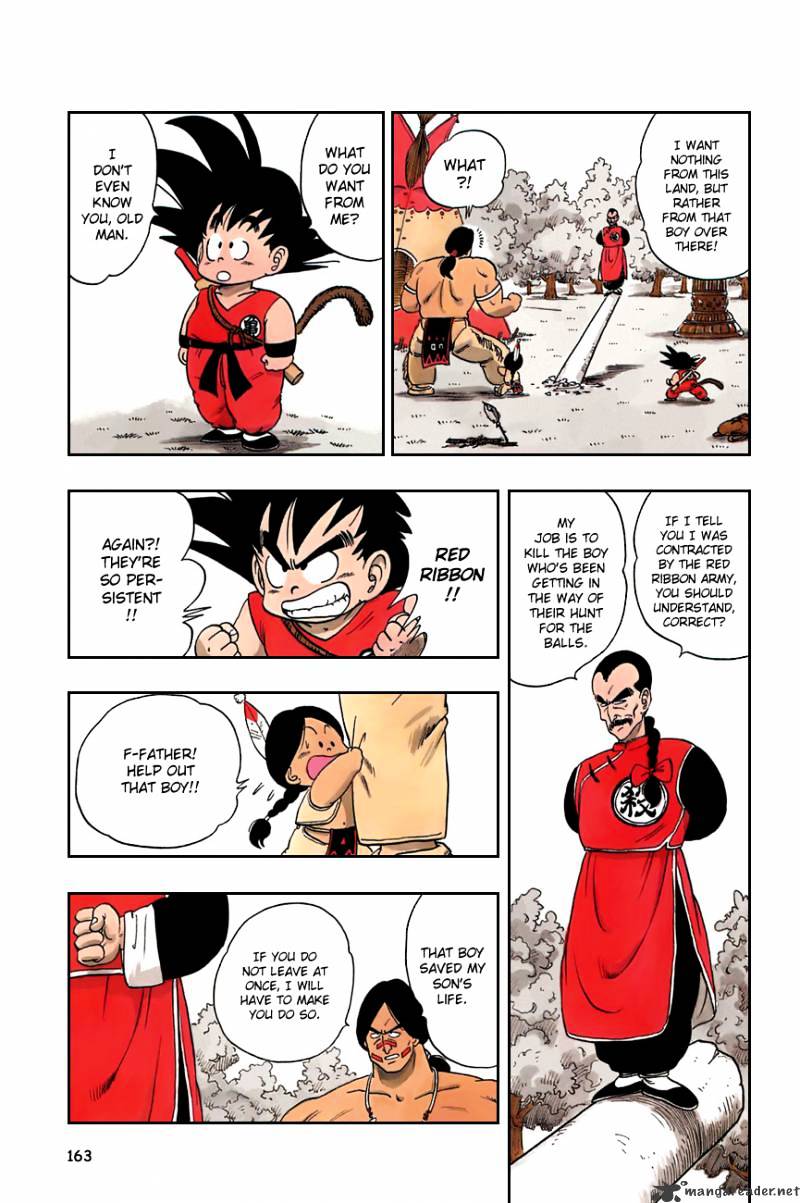 I WANT
NOTHING
FROM THIS
LAND, BUT
RATHER
FROM THAT
BOY OVER
THERE!
WHAT
?!
WHAT
DO YOU
WANT
FROM
ME?
I
DON'T
EVEN
KNOW
YOU, OLD
MAN.
亀
IF I TELL
YOU I WAS
CONTRACTED
BY THE RED
RIBBON ARMY,
YOU SHOULD
UNDERSTAND,
CORRECT?
MY
JOB IS TO
KILL THE BOY
WHO'S BEEN
GETTING IN
THE WAY OF
THEIR HUNT
FOR THE
BALLS.
殺
RED
RIBBON
!!
AGAIN?!
THEY'RE
SO PER-
SISTENT
!!
F-FATHER!
HELP OUT
THAT BOY!!
THAT BOY
SAVED MY
SON'S
LIFE.
IF YOU DO
NOT LEAVE AT
ONCE, I WILL
HAVE TO MAKE
YOU DO SO.
163
mangareader.net